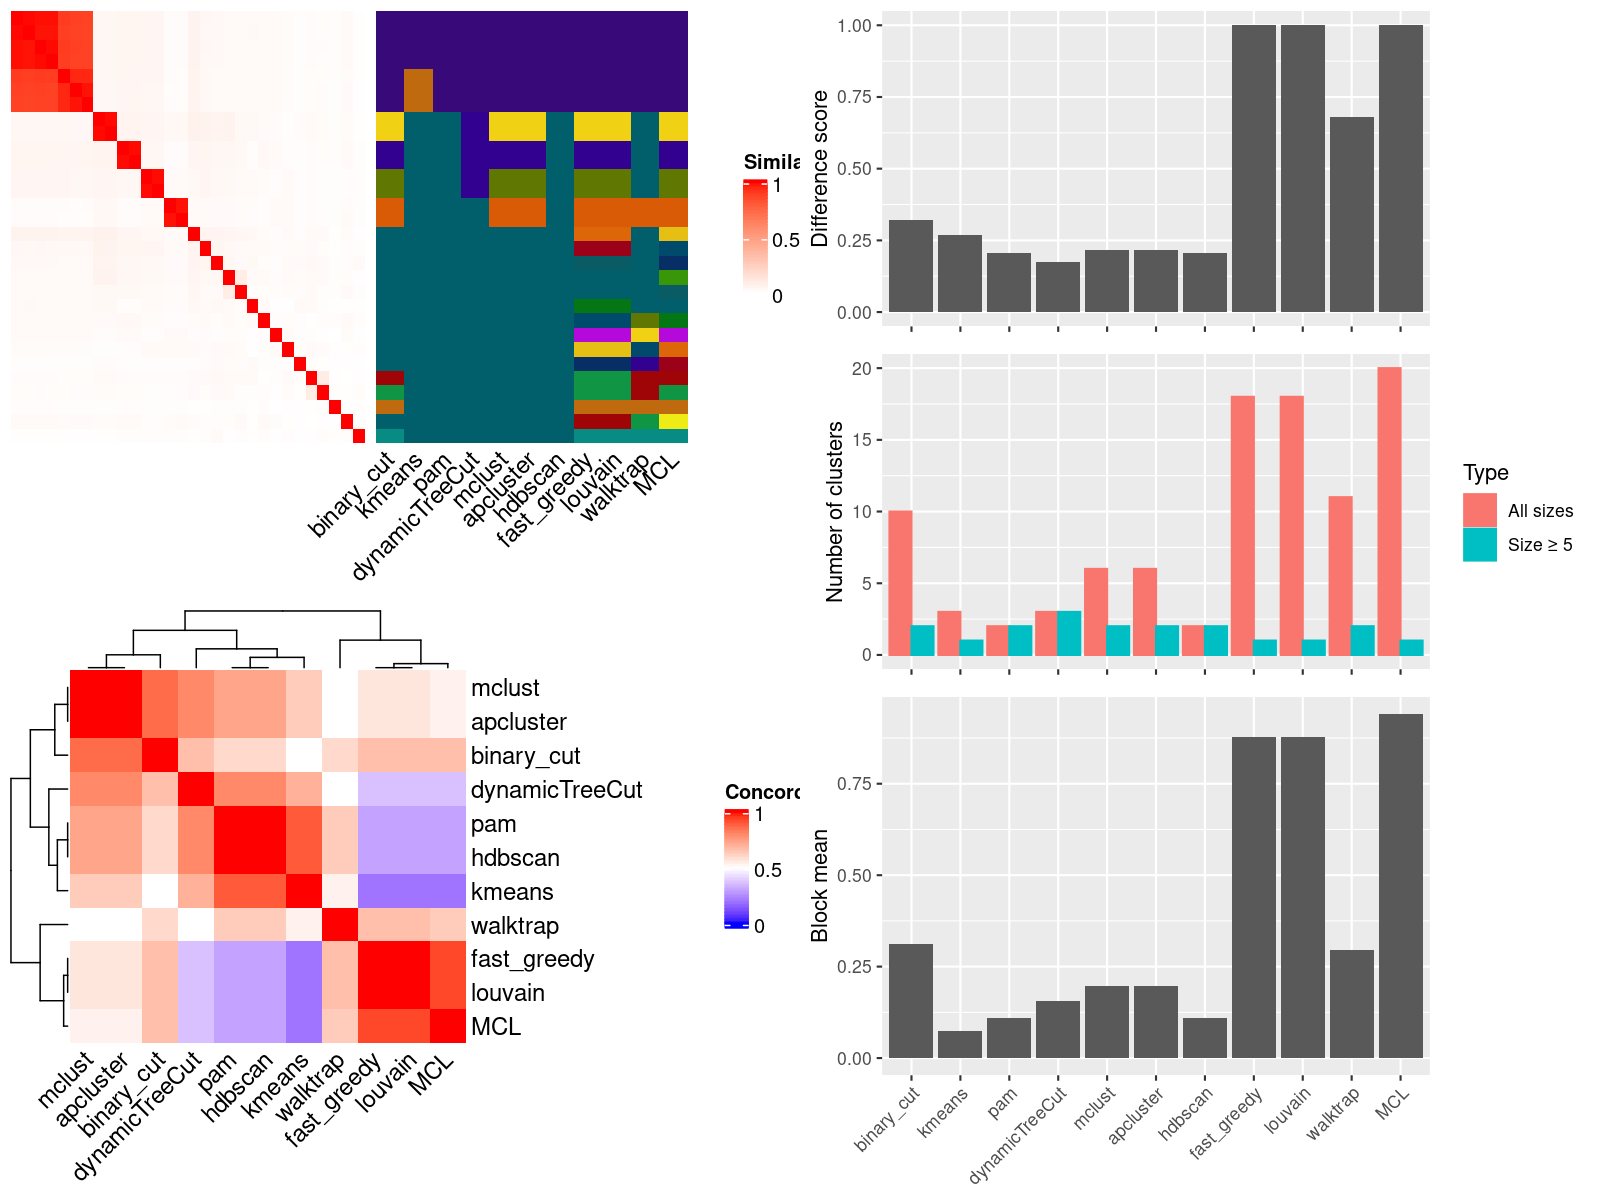 Simila
1
0.5
0
binary_cut
kmeans
pam
dynamicTreeCut
mclust
apcluster
hdbscan
fast_greedy
louvain
walktrap
MCL
Difference score
1.00
0.75
0.50
0.25
0.00
Number of clusters
20
15
10
5
0
Type
All sizes
Size ≥ 5
mclust
apcluster
binary_cut
dynamicTreeCut
pam
hdbscan
kmeans
walktrap
fast_greedy
louvain
MCL
mclust
apcluster
binary_cut
dynamicTreeCut
pam
hdbscan
kmeans
walktrap
fast_greedy
louvain
MCL
Concord
1
0.5
0
Block mean
0.75
0.50
0.25
0.00
binary_cut
kmeans
pam
dynamicTreeCut
mclust
apcluster
hdbscan
fast_greedy
louvain
walktrap
MCL